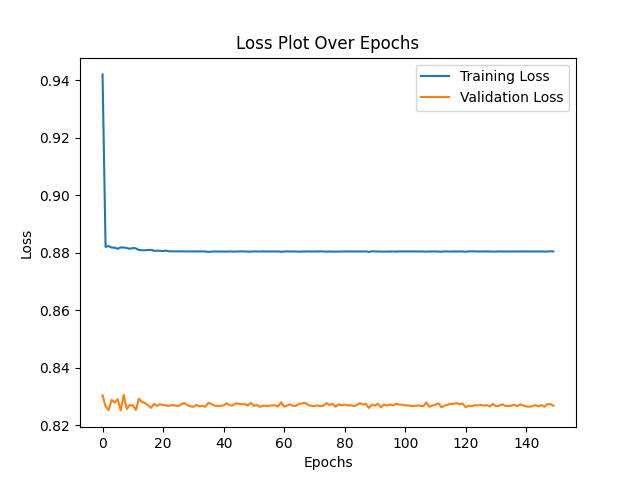 Loss Plot Over Epochs
Training Loss
Validation Loss
0.94
0.92
0.90
0.88
0.86
0.84
0.82
Loss
0 20 40 60 80 100 120 140
Epochs